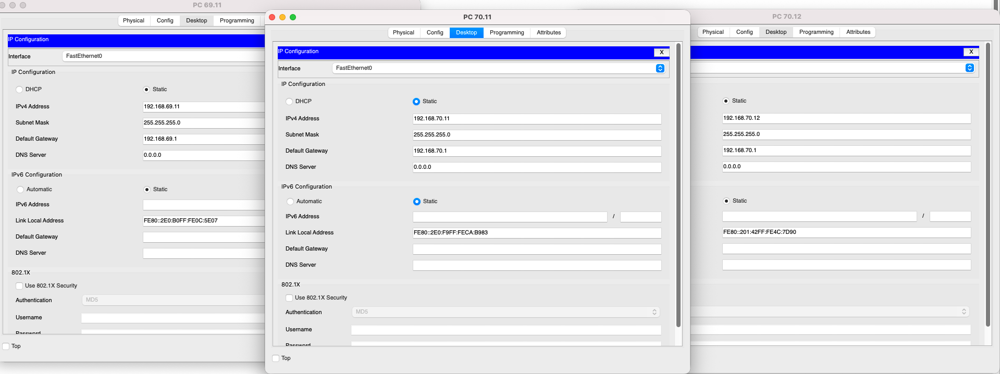 PC 69.11
Physical Config Desktop Programming
IP Configuration
Interface FastEthernet0
IP Configuration
DHCP Static
IPv4 Address 192.168.69.11
Subnet Mask 255.255.255.0
Default Gateway 192.168.69.1
DNS Server 0.0.0.0
IPv6 Configuration
Automatic Static
IPv6 Address
Link Local Address FE80::2E0:B0FF:FE0C:5E07
Default Gateway
DNS Server
802.1X
Use 802.1X Security
Authentication MD5
Username
Password
Top
PC 70.11
Physical Config Desktop Programming Attributes
IP Configuration X
Interface FastEthernet0
IP Configuration
DHCP Static
IPv4 Address 192.168.70.11
Subnet Mask 255.255.255.0
Default Gateway 192.168.70.1
DNS Server 0.0.0.0
IPv6 Configuration
Automatic Static
IPv6 Address /
Link Local Address FE80::2E0:F9FF:FECA:B983
Default Gateway
DNS Server
802.1X
Use 802.1X Security
Authentication MD5
Username
Password
Top
PC 70.12
Physical Config Desktop Programming Attributes
X
Static
192.168.70.12
255.255.255.0
192.168.70.1
0.0.0.0
Static
/
FE80::201:42FF:FE4C:7D90